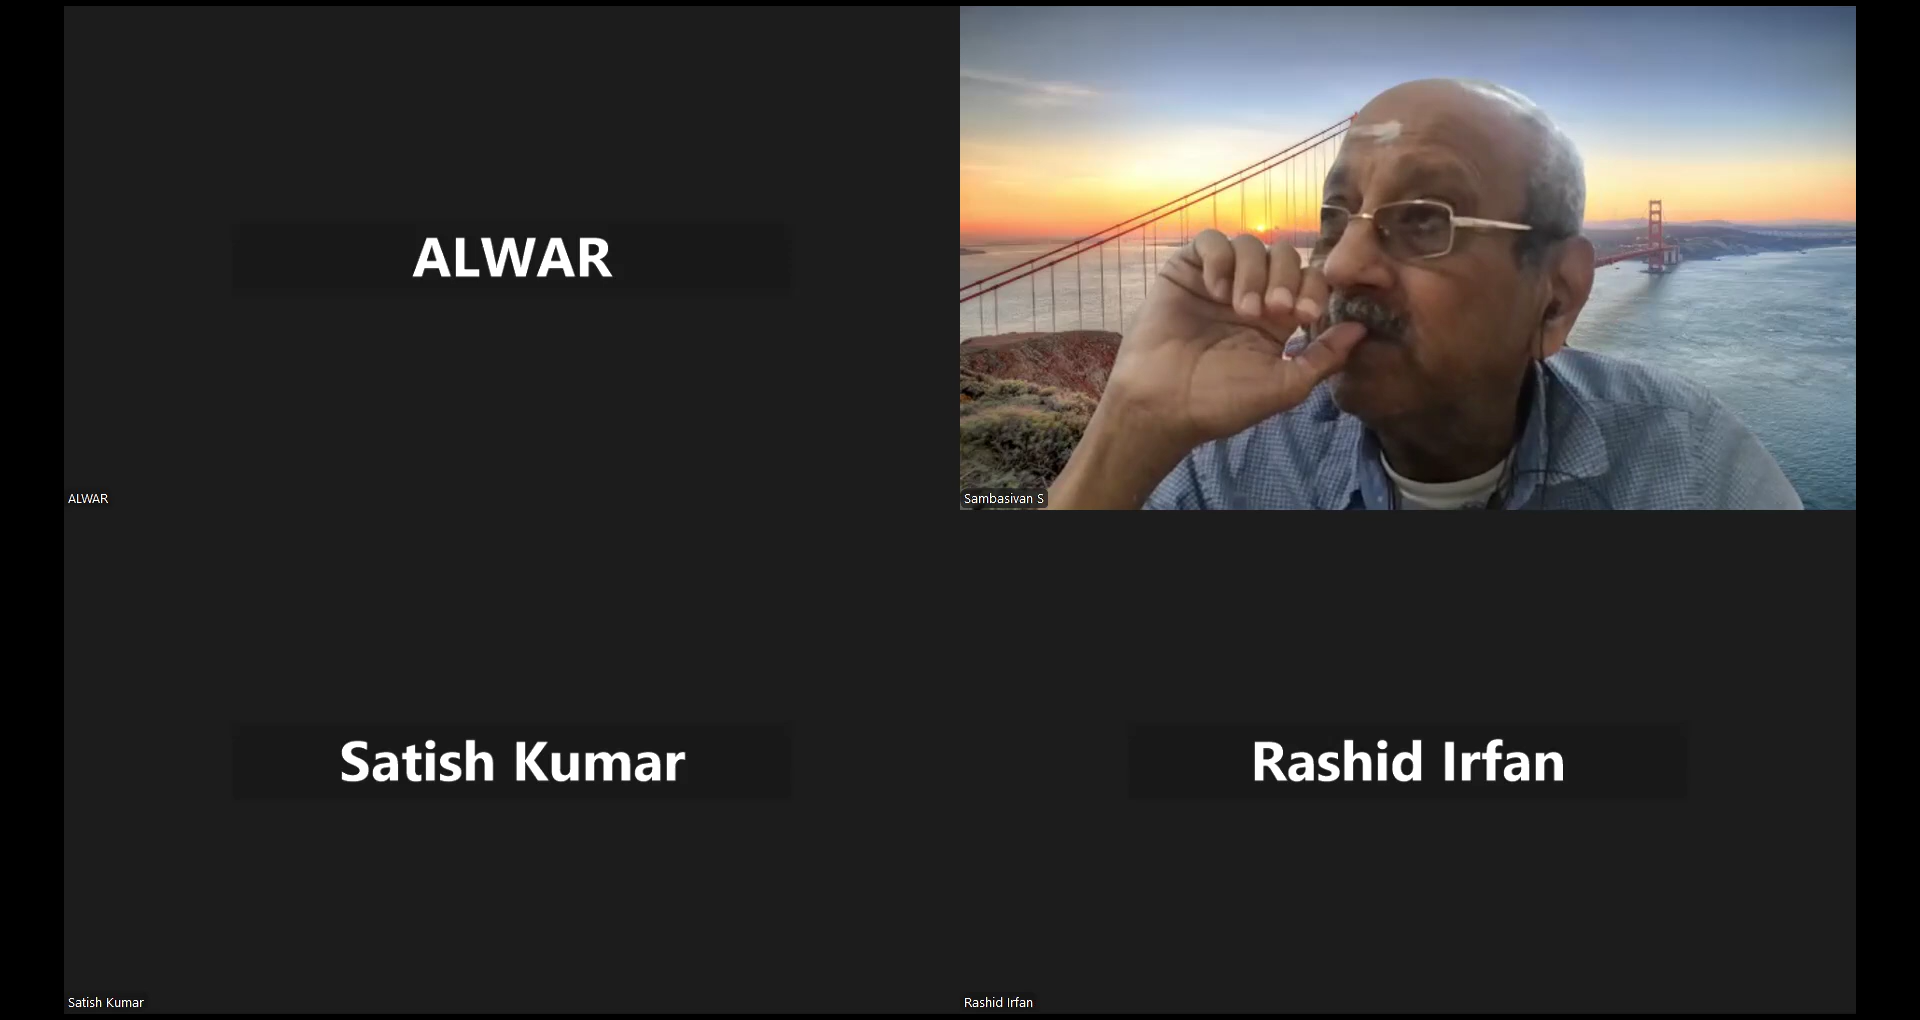 ALWAR
ALWAR
Sambasivan S
Satish Kumar
Satish Kumar
Rashid Irfan
Rashid Irfan